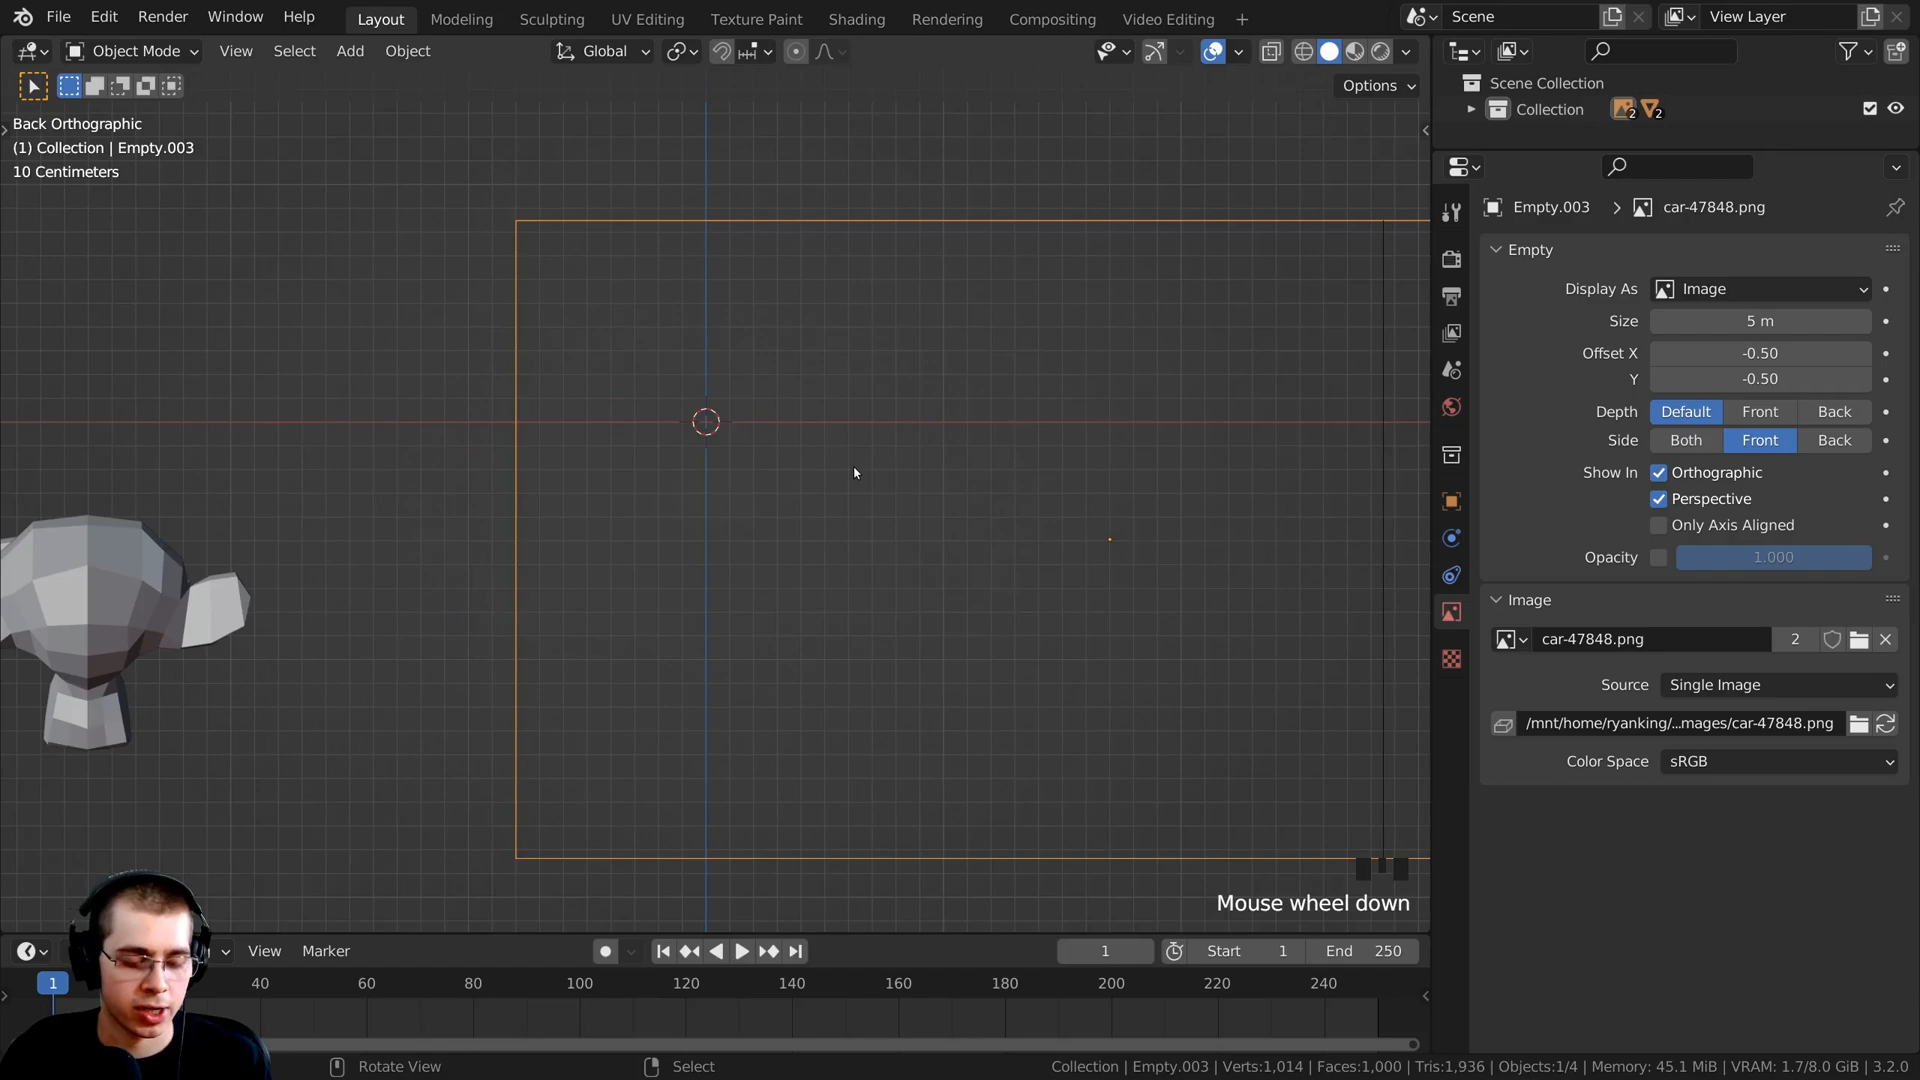 File Edit Render Window Help Layout Modeling Sculpting UV Editing Texture Paint Shading Rendering Compositing Video Editing + Scene View Layer
Object Mode View Select Add Object Global
Options
Scene Collection
Collection 2 2
Back Orthographic
(1) Collection | Empty.003
10 Centimeters
Empty.003 > car-47848.png
Empty
Display As Image
Size 5 m
Offset X -0.50
Y -0.50
Depth Default Front Back
Side Both Front Back
Show In Orthographic
Perspective
Only Axis Aligned
Opacity 1.000
Image
car-47848.png 2
Source Single Image
/mnt/home/ryanking/...mages/car-47848.png
Color Space sRGB
Mouse wheel down
View Marker 1 Start 1 End 250
1 40 60 80 100 120 140 160 180 200 220 240
Rotate View Select Collection | Empty.003 | Verts:1,014 | Faces:1,000 | Tris:1,936 | Objects:1/4 | Memory: 45.1 MiB | VRAM: 1.7/8.0 GiB | 3.2.0